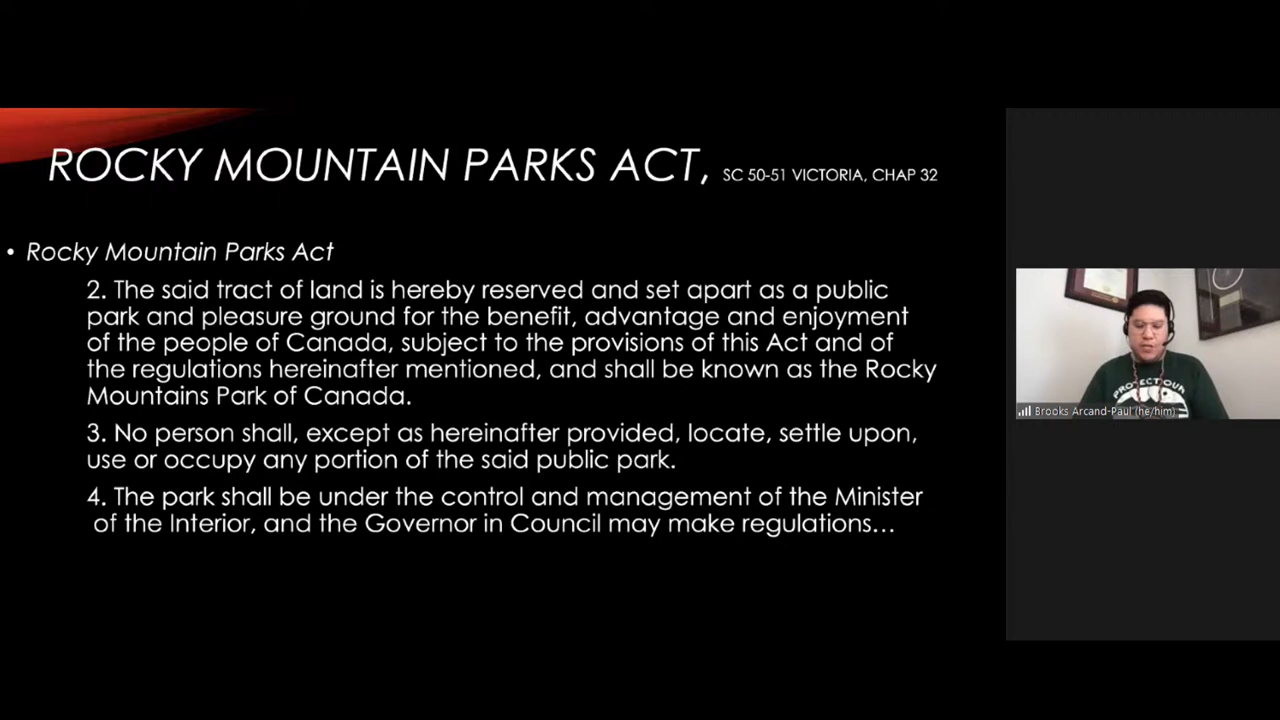 ROCKY MOUNTAIN PARKS ACT, SC 50-51 VICTORIA, CHAP 32
• Rocky Mountain Parks Act
2. The said tract of land is hereby reserved and set apart as a public
park and pleasure ground for the benefit, advantage and enjoyment
of the people of Canada, subject to the provisions of this Act and of
the regulations hereinafter mentioned, and shall be known as the Rocky
Mountains Park of Canada.
3. No person shall, except as hereinafter provided, locate, settle upon,
use or occupy any portion of the said public park.
4. The park shall be under the control and management of the Minister
of the Interior, and the Governor in Council may make regulations…
PROTECT OUR
Brooks Arcand-Paul (he/him)